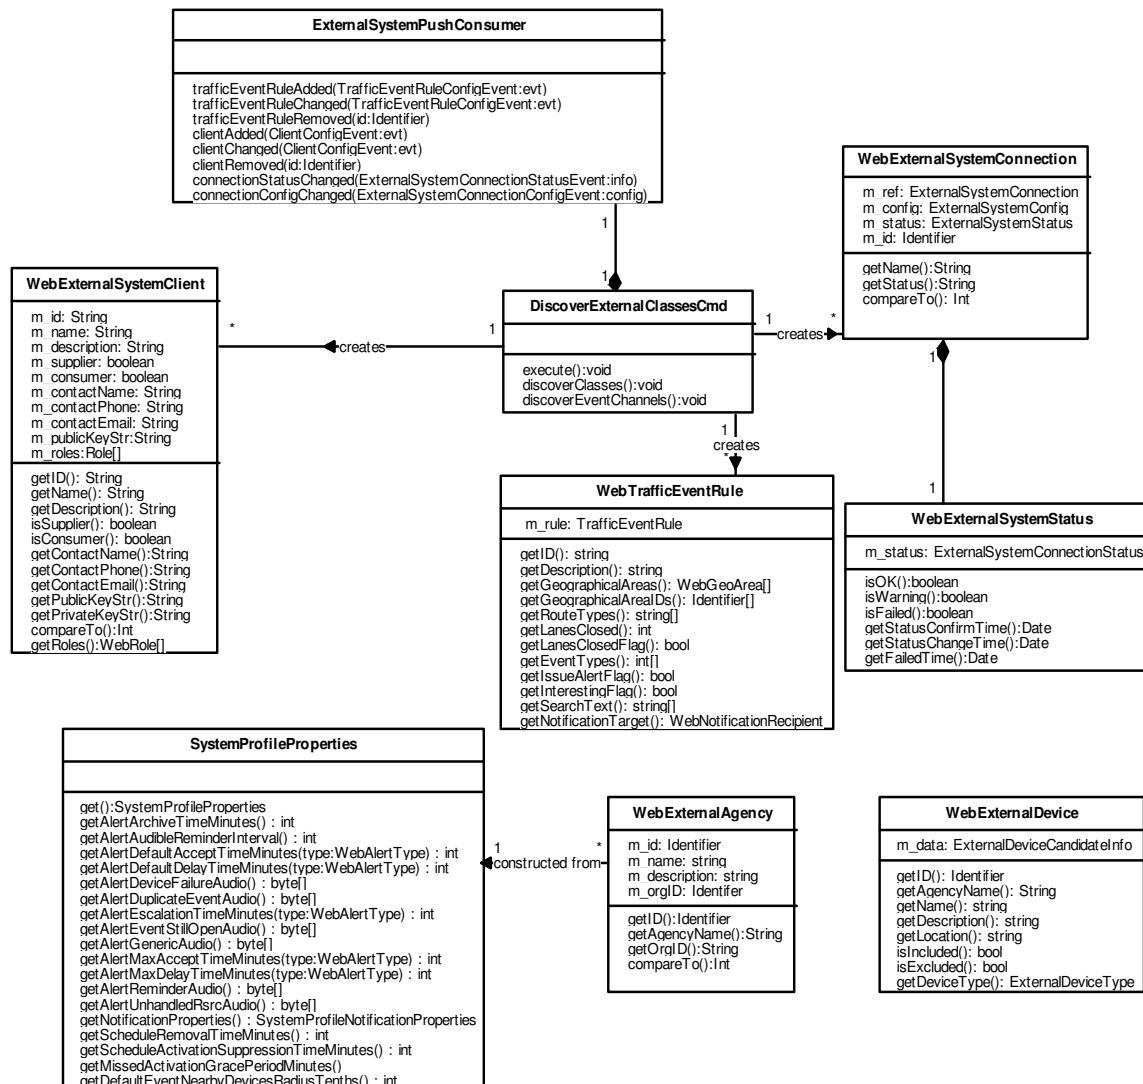 ExternalSystemPushConsumer
trafficEventRuleAdded(TrafficEventRuleConfigEvent:evt)
trafficEventRuleChanged(TrafficEventRuleConfigEvent:evt)
trafficEventRuleRemoved(id:Identifier)
clientAdded(ClientConfigEvent:evt)
clientChanged(ClientConfigEvent:evt)
clientRemoved(id:Identifier)
connectionStatusChanged(ExternalSystemConnectionStatusEvent:info)
connectionConfigChanged(ExternalSystemConnectionConfigEvent:config)
1
1
WebExternalSystemConnection
m_ref: ExternalSystemConnection
m_config: ExternalSystemConfig
m_status: ExternalSystemStatus
m_id: Identifier
getName():String
getStatus():String
compareTo(): Int
WebExternalSystemClient
m_id: String
m_name: String
m_description: String
m_supplier: boolean
m_consumer: boolean
m_contactName: String
m_contactPhone: String
m_contactEmail: String
m_publicKeyStr:String
m_roles:Role[]
getID(): String
getName(): String
getDescription(): String
isSupplier(): boolean
isConsumer(): boolean
getContactName():String
getContactPhone():String
getContactEmail():String
getPublicKeyStr():String
getPrivateKeyStr():String
compareTo():Int
getRoles():WebRole[]
*
creates
1
DiscoverExternalClassesCmd
execute():void
discoverClasses():void
discoverEventChannels():void
1
creates
*
1
creates
*
1
1
WebTrafficEventRule
m_rule: TrafficEventRule
getID(): string
getDescription(): string
getGeographicalAreas(): WebGeoArea[]
getGeographicalAreaIDs(): Identifier[]
getRouteTypes(): string[]
getLanesClosed(): int
getLanesClosedFlag(): bool
getEventTypes(): int[]
getIssueAlertFlag(): bool
getInterestingFlag(): bool
getSearchText(): string[]
getNotificationTarget(): WebNotificationRecipient
WebExternalSystemStatus
m_status: ExternalSystemConnectionStatus
isOK():boolean
isWarning():boolean
isFailed():boolean
getStatusConfirmTime():Date
getStatusChangeTime():Date
getFailedTime():Date
SystemProfileProperties
get():SystemProfileProperties
getAlertArchiveTimeMinutes() : int
getAlertAudibleReminderInterval() : int
getAlertDefaultAcceptTimeMinutes(type:WebAlertType) : int
getAlertDefaultDelayTimeMinutes(type:WebAlertType) : int
getAlertDeviceFailureAudio() : byte[]
getAlertDuplicateEventAudio() : byte[]
getAlertEscalationTimeMinutes(type:WebAlertType) : int
getAlertEventStillOpenAudio() : byte[]
getAlertGenericAudio() : byte[]
getAlertMaxAcceptTimeMinutes(type:WebAlertType) : int
getAlertMaxDelayTimeMinutes(type:WebAlertType) : int
getAlertReminderAudio() : byte[]
getAlertUnhandledRsrcAudio() : byte[]
getNotificationProperties() : SystemProfileNotificationProperties
getScheduleRemovalTimeMinutes() : int
getScheduleActivationSuppressionTimeMinutes() : int
getMissedActivationGracePeriodMinutes()
getDefaultEventNearbyDevicesRadiusTenths() : int
1
constructed from
*
WebExternalAgency
m_id: Identifier
m_name: string
m_description: string
m_orgID: Identifer
getID():Identifier
getAgencyName():String
getOrgID():String
compareTo():Int
WebExternalDevice
m_data: ExternalDeviceCandidateInfo
getID(): Identifier
getAgencyName(): String
getName(): string
getDescription(): string
getLocation(): string
isIncluded(): bool
isExcluded(): bool
getDeviceType(): ExternalDeviceType